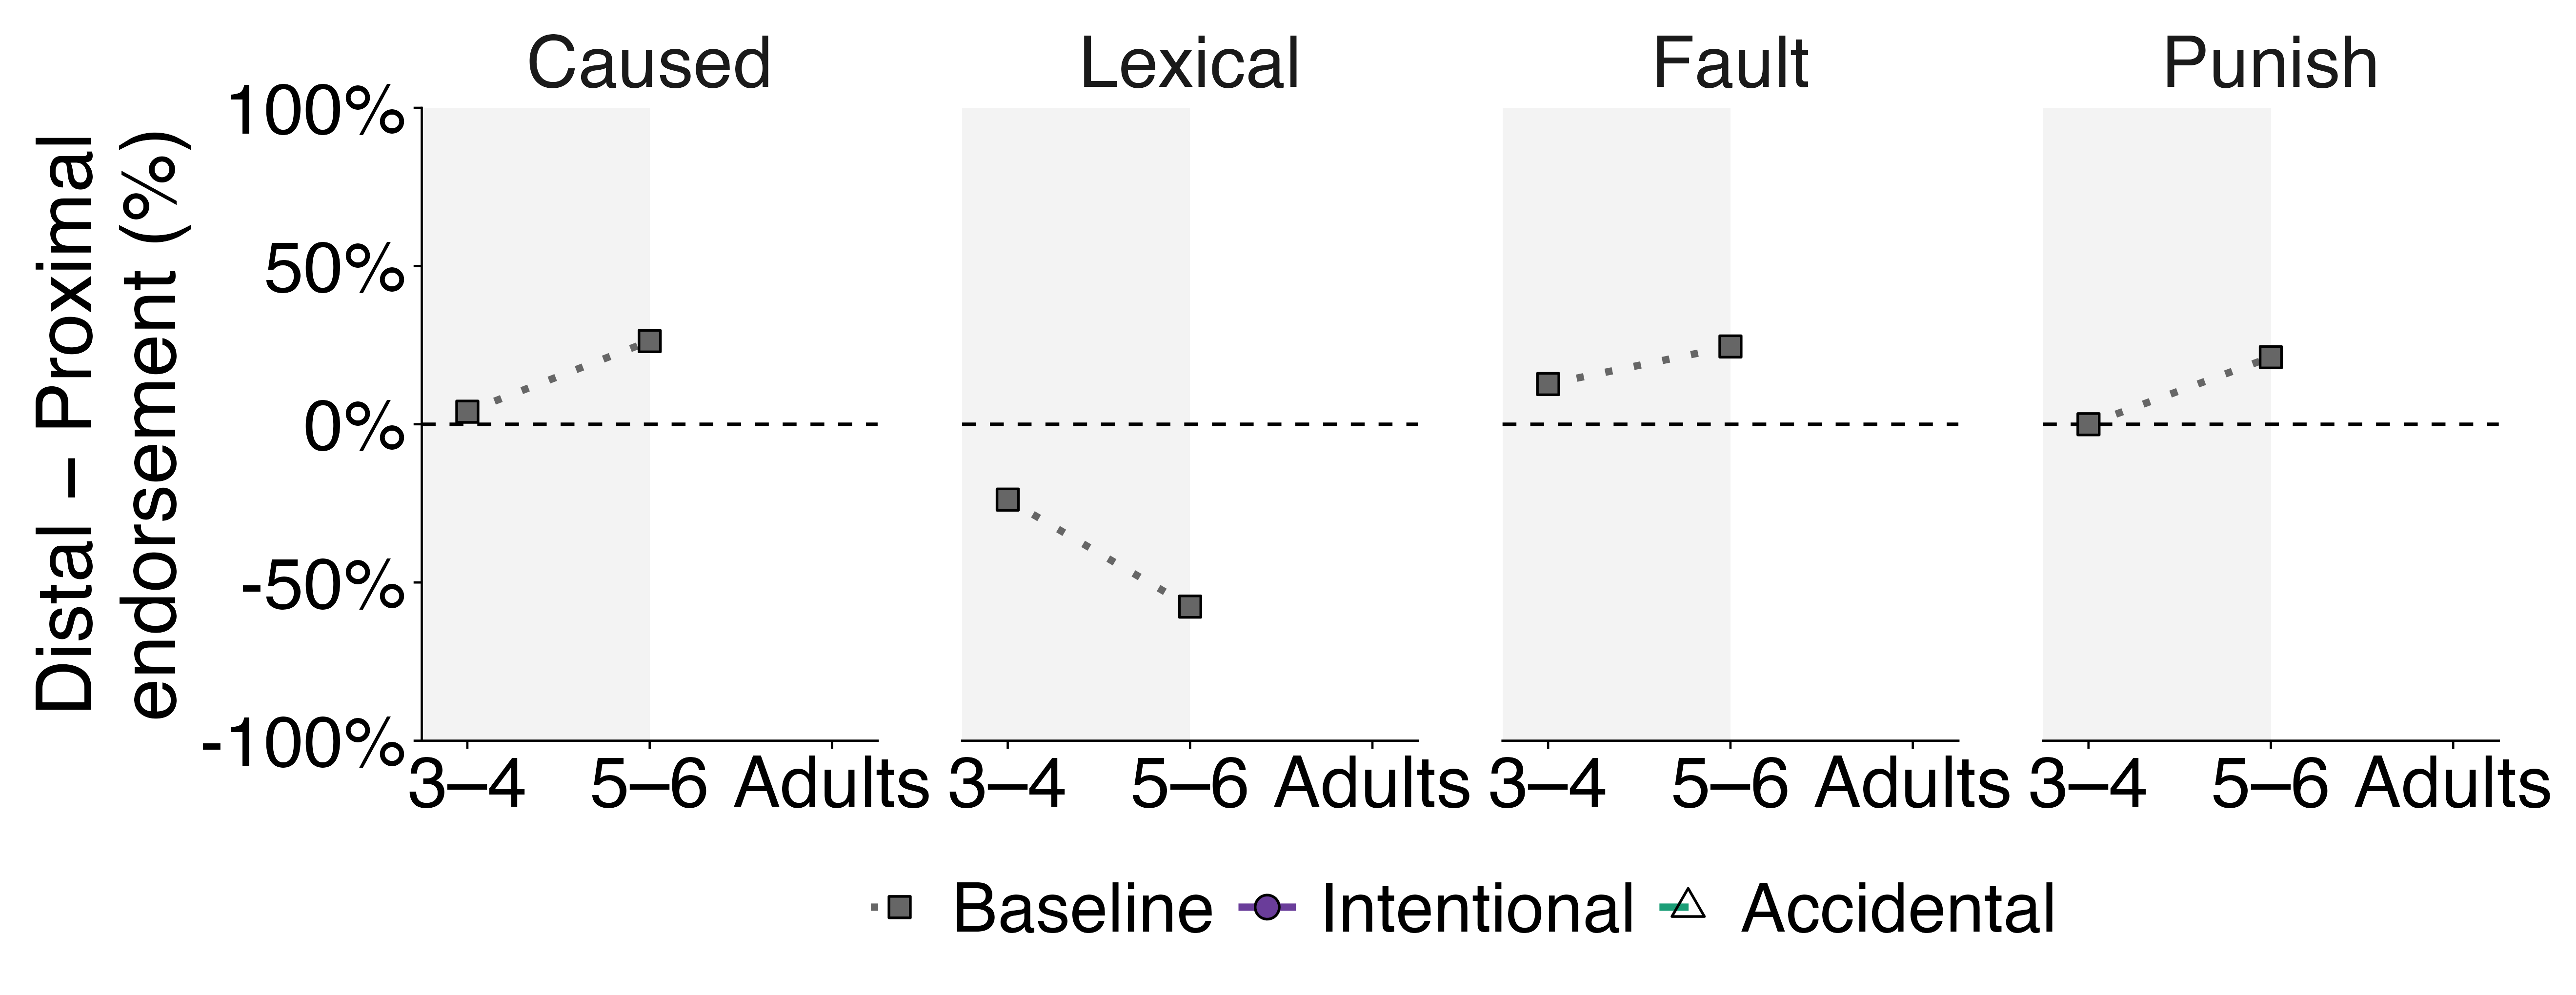 Caused Lexical Fault Punish
Distal – Proximal
endorsement (%)
100%
50%
0%
-50%
-100%
3–4 5–6 Adults 3–4 5–6 Adults 3–4 5–6 Adults 3–4 5–6 Adults
Baseline Intentional Accidental